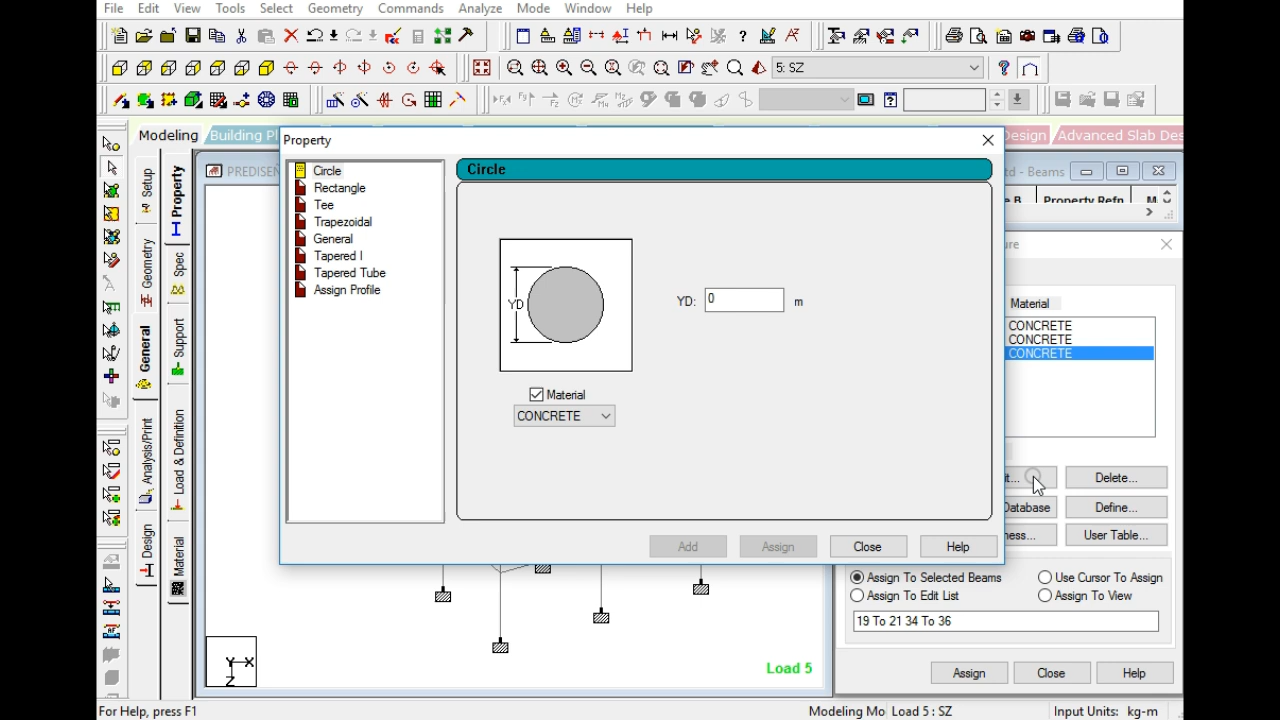 File Edit View Tools Select Geometry Commands Analyze Mode Window Help
5: SZ
Modeling
Building Pl
Design
Advanced Slab Des
Setup
Geometry
General
Analysis/Print
Design
Property
Spec
Support
Load & Definition
Material
PREDISEÑ
td - Beams
e B
Property Refn
M
Property
Circle
Rectangle
Tee
Trapezoidal
General
Tapered I
Tapered Tube
Assign Profile
Circle
YD
YD: 0 m
Material
CONCRETE
Add Assign Close Help
ure
Material
CONCRETE
CONCRETE
CONCRETE
it... Delete...
Database Define...
ness... User Table...
Assign To Selected Beams
Use Cursor To Assign
Assign To Edit List
Assign To View
19 To 21 34 To 36
Assign Close Help
Y X
Z
Load 5
For Help, press F1
Modeling Mo
Load 5 : SZ
Input Units: kg-m